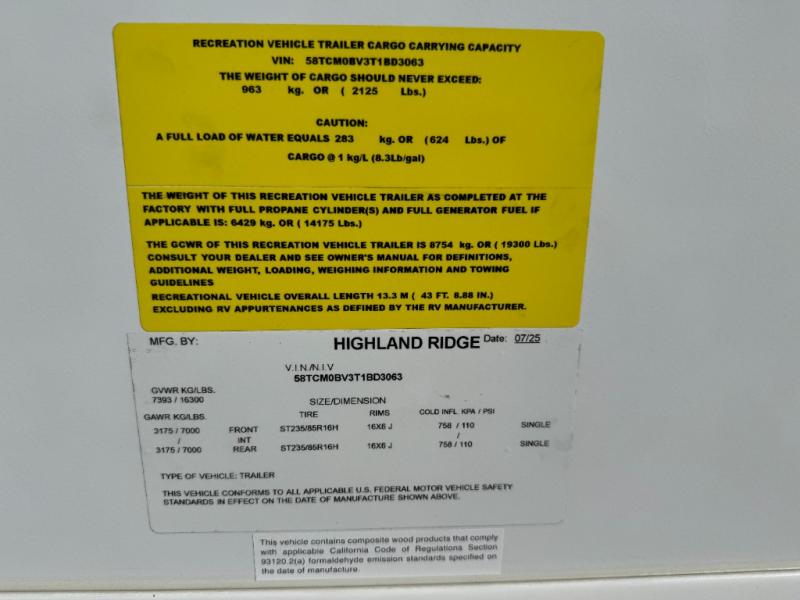 RECREATION VEHICLE TRAILER CARGO CARRYING CAPACITY
VIN: 58TCM0BV3T1BD3063
THE WEIGHT OF CARGO SHOULD NEVER EXCEED:
963 kg. OR ( 2125 Lbs.)
CAUTION:
A FULL LOAD OF WATER EQUALS 283 kg. OR (624 Lbs.) OF
CARGO @ 1 kg/L (8.3Lb/gal)
THE WEIGHT OF THIS RECREATION VEHICLE TRAILER AS COMPLETED AT THE
FACTORY WITH FULL PROPANE CYLINDER(S) AND FULL GENERATOR FUEL IF
APPLICABLE IS: 6429 kg. OR ( 14175 Lbs.)
THE GCWR OF THIS RECREATION VEHICLE TRAILER IS 8754 kg. OR ( 19300 Lbs.)
CONSULT YOUR DEALER AND SEE OWNER'S MANUAL FOR DEFINITIONS,
ADDITIONAL WEIGHT, LOADING, WEIGHING INFORMATION AND TOWING
GUIDELINES
RECREATIONAL VEHICLE OVERALL LENGTH 13.3 M ( 43 FT. 8.88 IN.)
EXCLUDING RV APPURTENANCES AS DEFINED BY THE RV MANUFACTURER.
MFG. BY: HIGHLAND RIDGE Date: 07/25
V.I.N./N.I.V
58TCM0BV3T1BD3063
GVWR KG/LBS.
7393 / 16300
SIZE/DIMENSION
GAWR KG/LBS. TIRE RIMS COLD INFL. KPA / PSI
3175 / 7000 FRONT ST235/85R16H 16X6 J 758 / 110 SINGLE
/ INT /
3175 / 7000 REAR ST235/85R16H 16X6 J 758 / 110 SINGLE
TYPE OF VEHICLE: TRAILER
THIS VEHICLE CONFORMS TO ALL APPLICABLE U.S. FEDERAL MOTOR VEHICLE SAFETY
STANDARDS IN EFFECT ON THE DATE OF MANUFACTURE SHOWN ABOVE.
This vehicle contains composite wood products that comply
with applicable California Code of Regulations Section
93120.2(a) formaldehyde emission standards specified on
the date of manufacture.